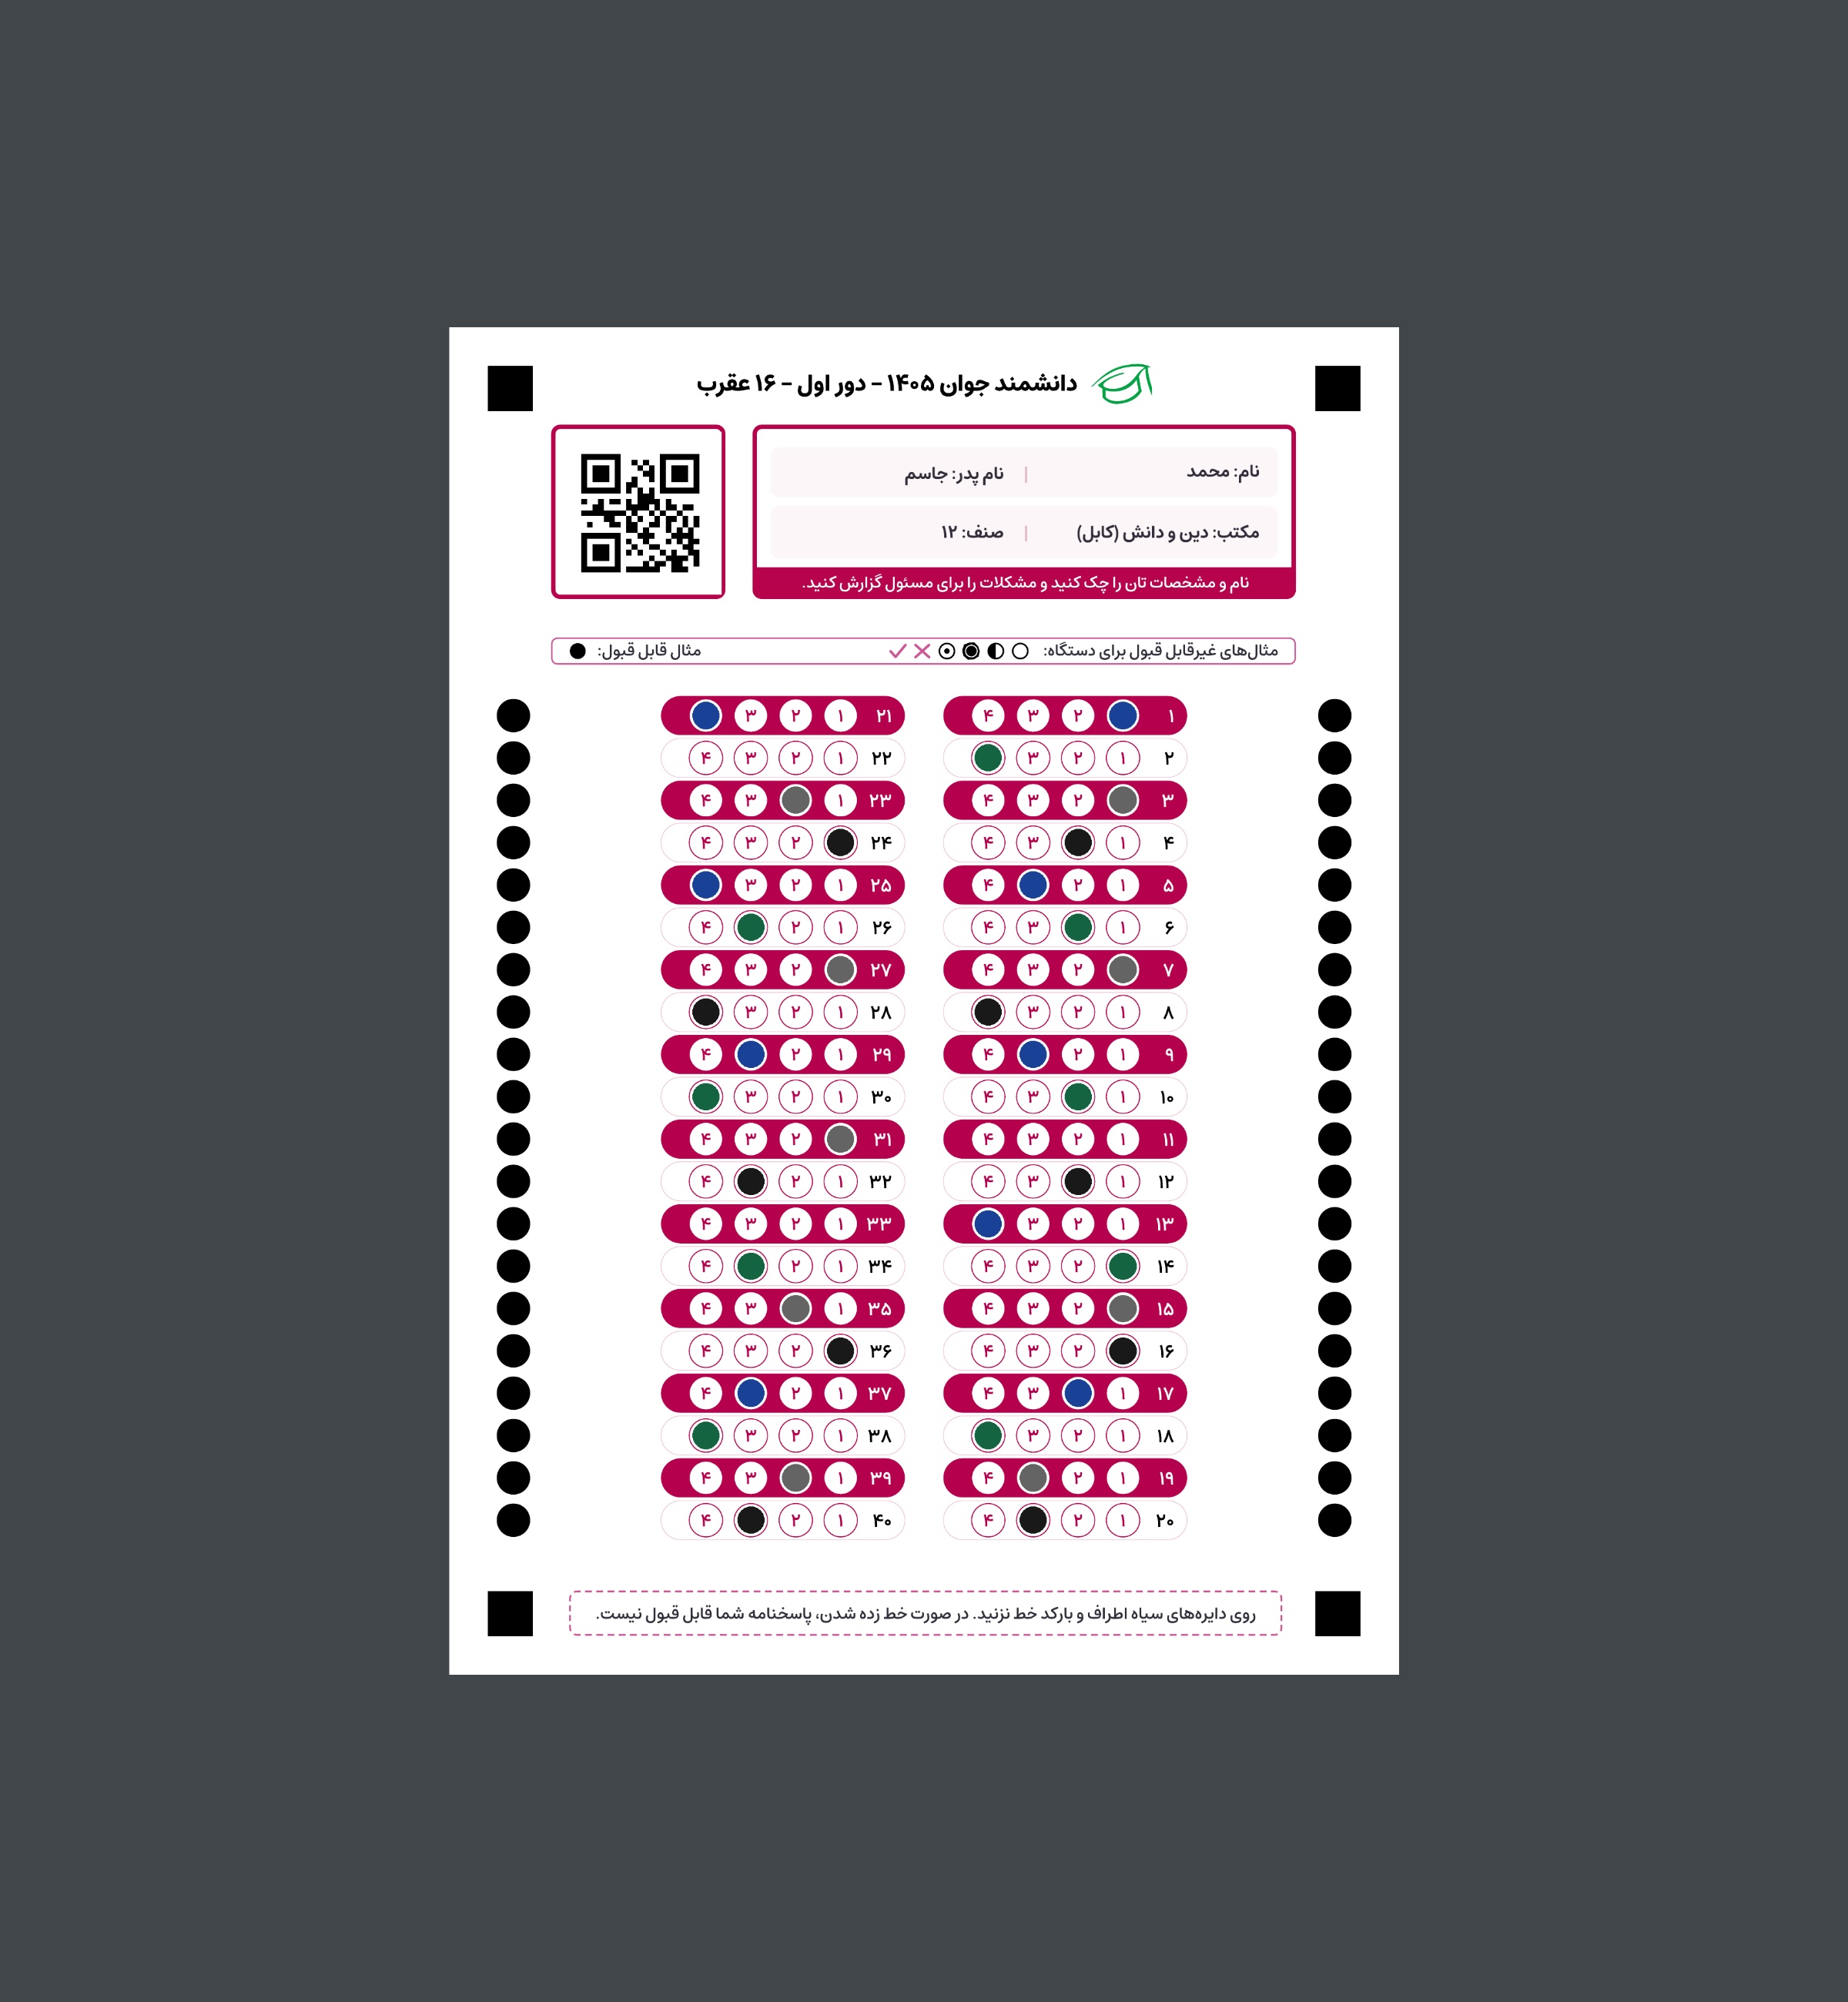 دانشمند جوان ۱۴۰۵ – دور اول – ۱۶ عقرب
نام: محمد | نام پدر: جاسم
مکتب: دین و دانش (کابل) | صنف: ۱۲
نام و مشخصات تان را چک کنید و مشکلات را برای مسئول گزارش کنید.
مثال‌های غیرقابل قبول برای دستگاه: مثال قابل قبول:
۱ ۲ ۳ ۴
۲ ۱ ۲ ۳
۳ ۲ ۳ ۴
۴ ۱ ۳ ۴
۵ ۱ ۲ ۴
۶ ۱ ۳ ۴
۷ ۲ ۳ ۴
۸ ۱ ۲ ۳
۹ ۱ ۲ ۴
۱۰ ۱ ۳ ۴
۱۱ ۱ ۲ ۳ ۴
۱۲ ۱ ۳ ۴
۱۳ ۱ ۲ ۳
۱۴ ۲ ۳ ۴
۱۵ ۲ ۳ ۴
۱۶ ۲ ۳ ۴
۱۷ ۱ ۳ ۴
۱۸ ۱ ۲ ۳
۱۹ ۱ ۲ ۴
۲۰ ۱ ۲ ۴
۲۱ ۱ ۲ ۳
۲۲ ۱ ۲ ۳ ۴
۲۳ ۱ ۳ ۴
۲۴ ۲ ۳ ۴
۲۵ ۱ ۲ ۳
۲۶ ۱ ۲ ۴
۲۷ ۲ ۳ ۴
۲۸ ۱ ۲ ۳
۲۹ ۱ ۲ ۴
۳۰ ۱ ۲ ۳
۳۱ ۲ ۳ ۴
۳۲ ۱ ۲ ۴
۳۳ ۱ ۲ ۳ ۴
۳۴ ۱ ۲ ۴
۳۵ ۱ ۳ ۴
۳۶ ۲ ۳ ۴
۳۷ ۱ ۲ ۴
۳۸ ۱ ۲ ۳
۳۹ ۱ ۳ ۴
۴۰ ۱ ۲ ۴
روی دایره‌های سیاه اطراف و بارکد خط نزنید. در صورت خط زده شدن، پاسخنامه شما قابل قبول نیست.